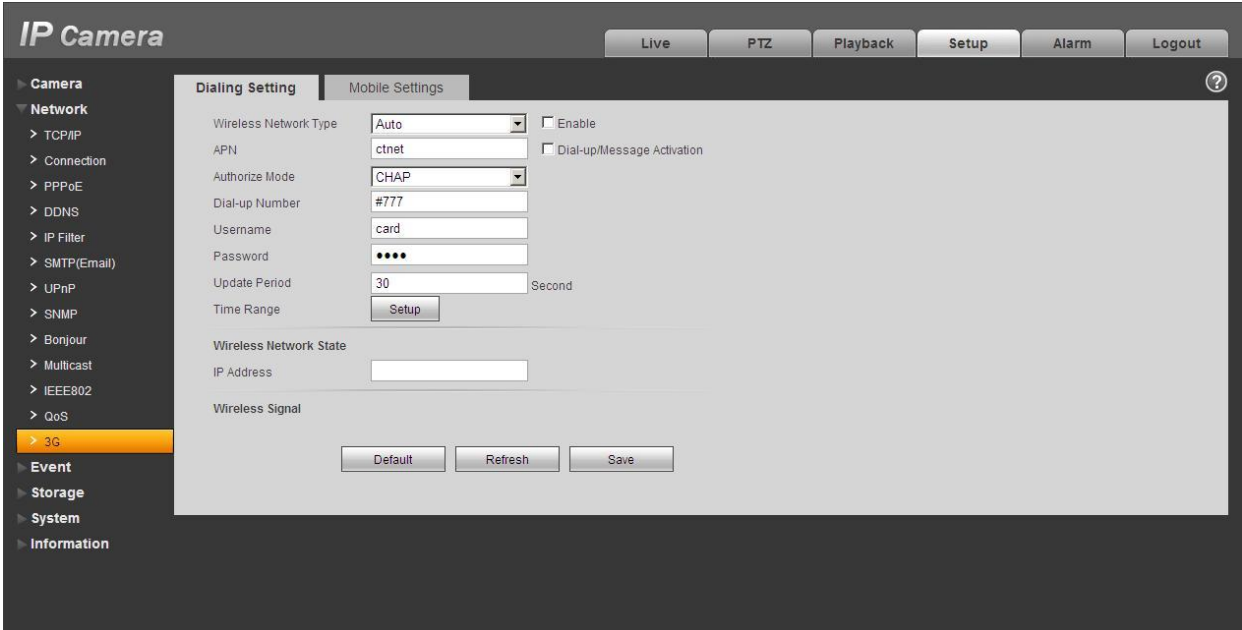 IP Camera
Live PTZ Playback Setup Alarm Logout
Camera
Network
> TCP/IP
> Connection
> PPPoE
> DDNS
> IP Filter
> SMTP(Email)
> UPnP
> SNMP
> Bonjour
> Multicast
> IEEE802
> QoS
> 3G
Event
Storage
System
Information
Dialing Setting Mobile Settings ?
Wireless Network Type Auto Enable
APN ctnet Dial-up/Message Activation
Authorize Mode CHAP
Dial-up Number #777
Username card
Password ●●●●
Update Period 30 Second
Time Range Setup
Wireless Network State
IP Address
Wireless Signal
Default Refresh Save